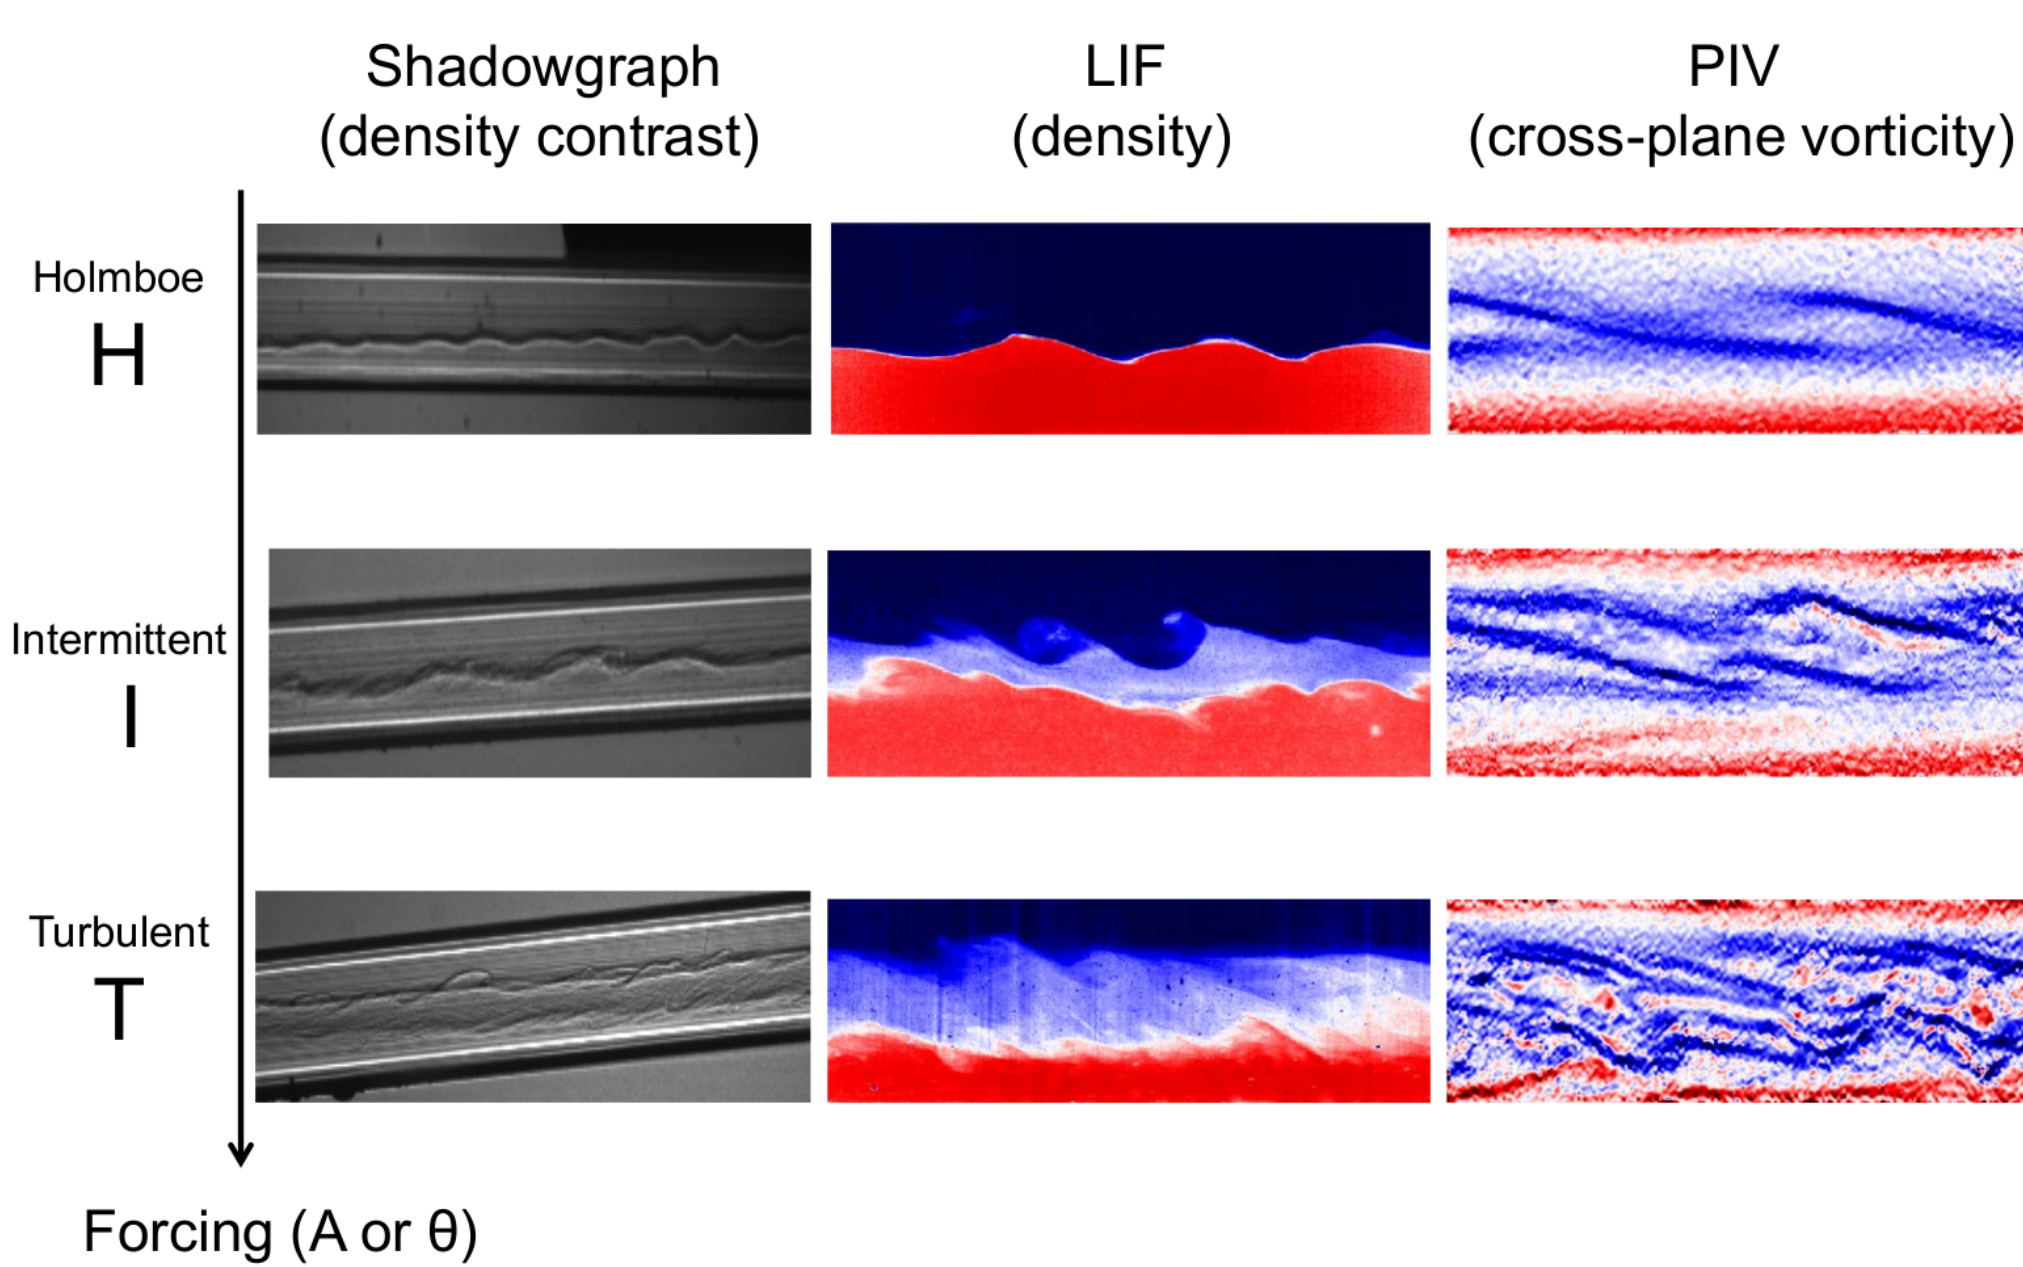 Shadowgraph
(density contrast)
LIF
(density)
PIV
(cross-plane vorticity)
Holmboe
H
Intermittent
I
Turbulent
T
Forcing (A or θ)